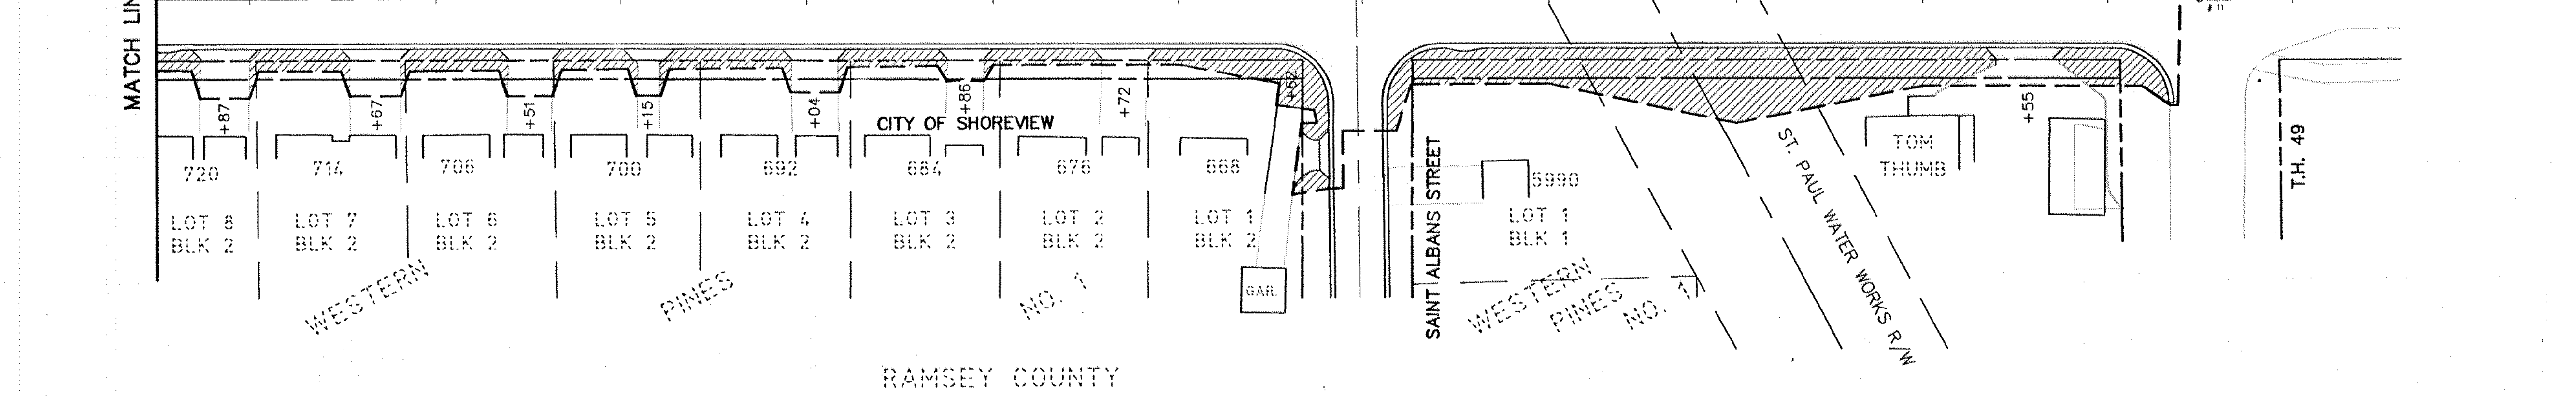 MATCH LIN
+87
+67
+51
+15
+04
+86
+72
+62
+55
CITY OF SHOREVIEW
720
714
706
700
692
684
676
668
5990
TOM
THUMB
LOT 8
BLK 2
LOT 7
BLK 2
LOT 6
BLK 2
LOT 5
BLK 2
LOT 4
BLK 2
LOT 3
BLK 2
LOT 2
BLK 2
LOT 1
BLK 2
LOT 1
BLK 1
SAINT ALBANS STREET
ST. PAUL WATER WORKS R/W
T.H. 49
WESTERN
PINES
NO. 1
GAR.
WESTERN
PINES
NO. 1
RAMSEY COUNTY